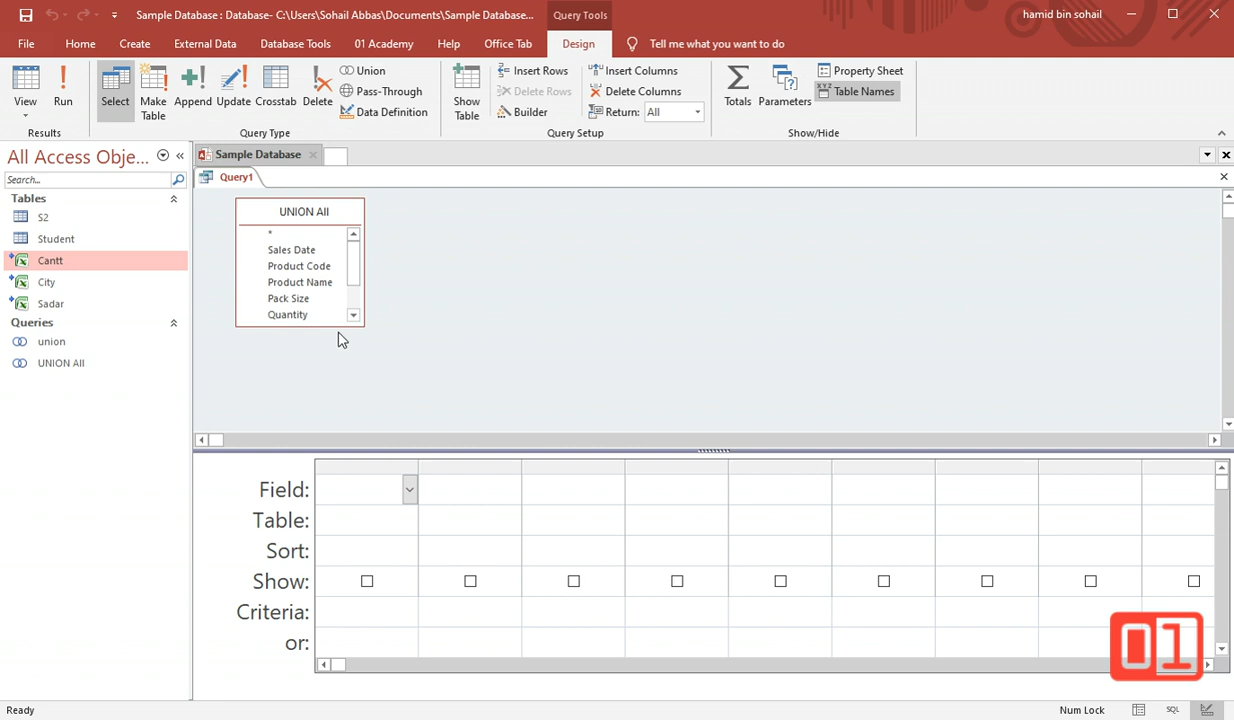 Sample Database : Database- C:\Users\Sohail Abbas\Documents\Sample Database...
Query Tools
hamid bin sohail
File
Home
Create
External Data
Database Tools
01 Academy
Help
Office Tab
Design
Tell me what you want to do
View
Run
Select
Make Table
Append
Update
Crosstab
Delete
Union
Pass-Through
Data Definition
Show Table
Insert Rows
Delete Rows
Builder
Insert Columns
Delete Columns
Return: All
Totals
Parameters
Property Sheet
XYZ Table Names
Results
Query Type
Query Setup
Show/Hide
All Access Obje...
Search...
Tables
S2
Student
Cantt
City
Sadar
Queries
union
UNION All
Sample Database
Query1
UNION All
*
Sales Date
Product Code
Product Name
Pack Size
Quantity
Field:
Table:
Sort:
Show:
Criteria:
or:
01
Ready
Num Lock
SQL